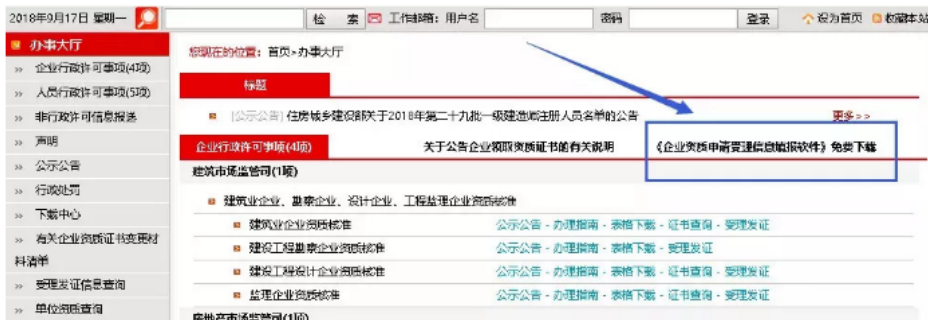 2018年9月17日 星期一 检 索 工作邮箱：用户名 密码 登录 设为首页 收藏本站
办事大厅
企业行政许可事项(4项)
人员行政许可事项(5项)
非行政许可信息报送
声明
公示公告
行政处罚
下载中心
有关企业资质证书变更材
料清单
受理发证信息查询
单位资质查询
您现在的位置：首页>办事大厅
标题
[公示公告] 住房城乡建设部关于2018年第二十九批一级建造师注册人员名单的公告 更多>>
企业行政许可事项(4项) 关于公告企业领取资质证书的有关说明 《企业资质申请受理信息填报软件》免费下载
建筑市场监管司(1项)
建筑业企业、勘察企业、设计企业、工程监理企业资质核准
建筑业企业资质核准 公示公告 - 办理指南 - 表格下载 - 证书查询 - 受理发证
建设工程勘察企业资质核准 公示公告 - 办理指南 - 表格下载 - 受理发证
建设工程设计企业资质核准 公示公告 - 办理指南 - 表格下载 - 证书查询 - 受理发证
监理企业资质核准 公示公告 - 办理指南 - 表格下载 - 证书查询 - 受理发证
房地产市场监管司(1项)